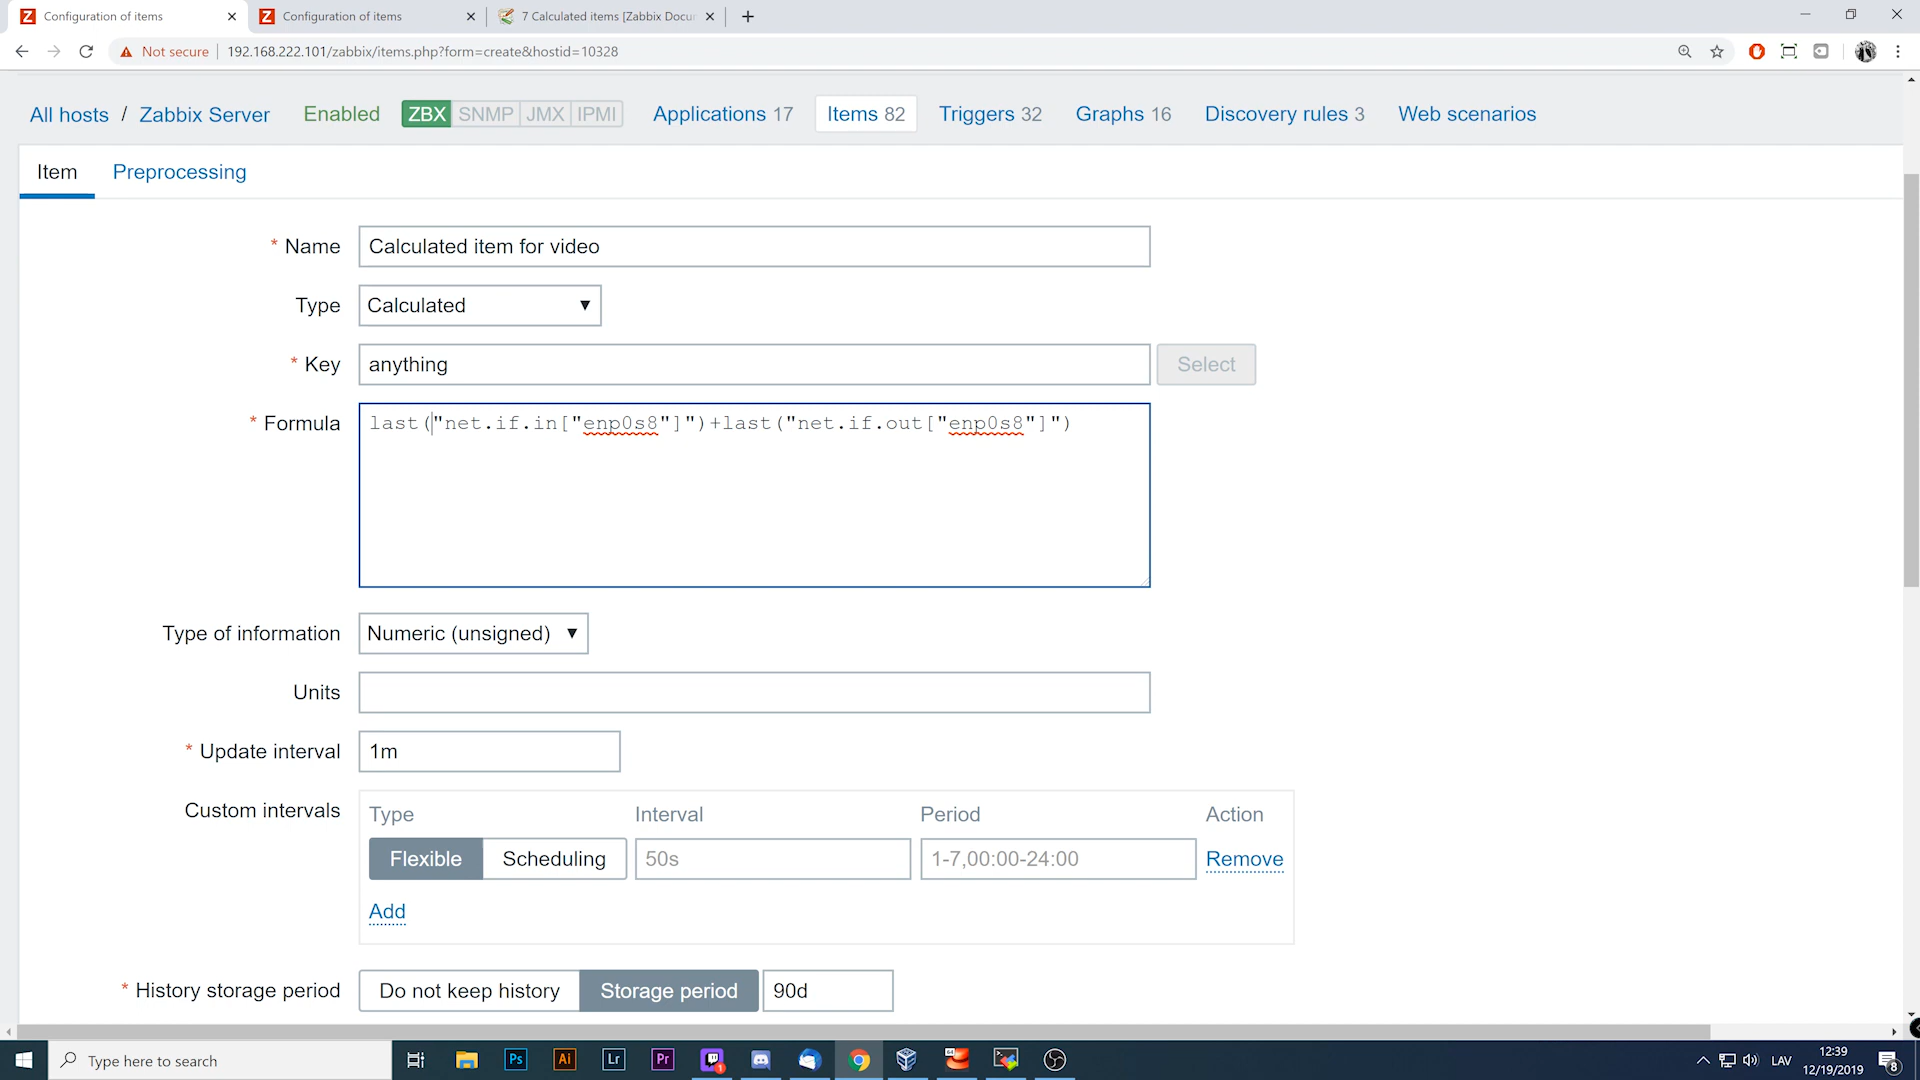 Configuration of items
Configuration of items
7 Calculated items [Zabbix Docu
Not secure
192.168.222.101/zabbix/items.php?form=create&hostid=10328
All hosts / Zabbix Server Enabled ZBX SNMP JMX IPMI Applications 17 Items 82 Triggers 32 Graphs 16 Discovery rules 3 Web scenarios
Item Preprocessing
* Name Calculated item for video
Type Calculated
* Key anything Select
* Formula last("net.if.in["enp0s8"]")+last("net.if.out["enp0s8"]")
Type of information Numeric (unsigned)
Units
* Update interval 1m
Custom intervals Type Interval Period Action
Flexible Scheduling 50s 1-7,00:00-24:00 Remove
Add
* History storage period Do not keep history Storage period 90d
Type here to search
Ps Ai Lr Pr 1
LAV
12:39
12/19/2019
8